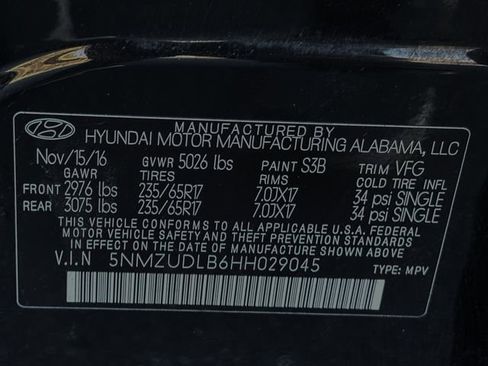 MANUFACTURED BY
HYUNDAI MOTOR MANUFACTURING ALABAMA, LLC
Nov/15/16 GVWR 5026 lbs PAINT S3B TRIM VFG
GAWR TIRES RIMS COLD TIRE INFL
FRONT 2976 lbs 235/65R17 7.0JX17 34 psi SINGLE
REAR 3075 lbs 235/65R17 7.0JX17 34 psi SINGLE
THIS VEHICLE CONFORMS TO ALL APPLICABLE U.S.A. FEDERAL
MOTOR VEHICLE SAFETY, BUMPER, AND THEFT
PREVENTION STANDARDS IN
EFFECT ON THE DATE OF MANUFACTURE SHOWN ABOVE.
V.I.N 5NMZUDLB6HH029045 TYPE: MPV